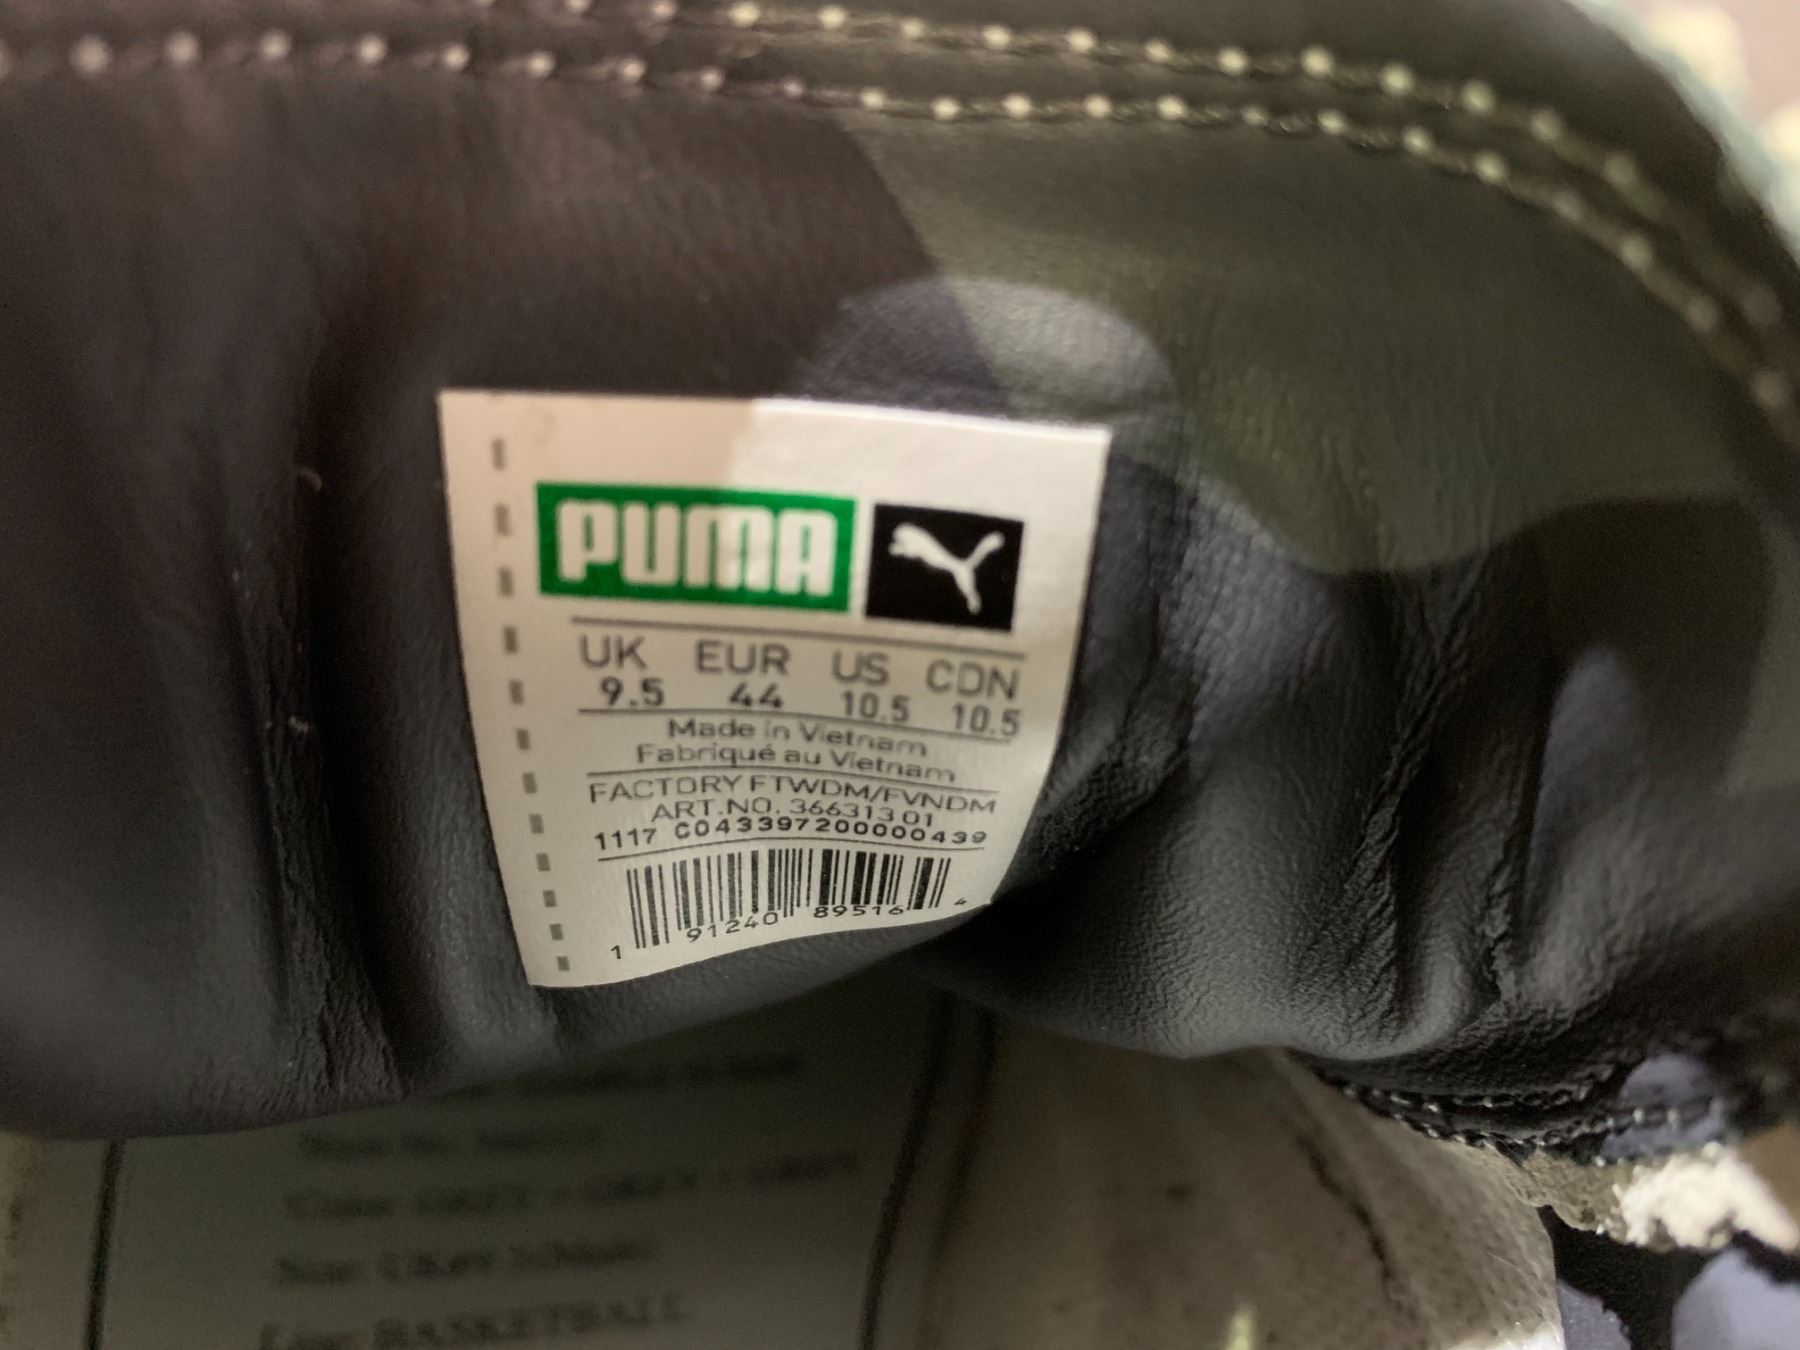 PUMA
UK EUR US CDN
9.5 44 10.5 10.5
Made in Vietnam
Fabriqué au Vietnam
FACTORY FTWDM/FVNDM
ART.NO. 366313 01
1117 C043397200000439
1 91240 89516 4
BASKETBALL